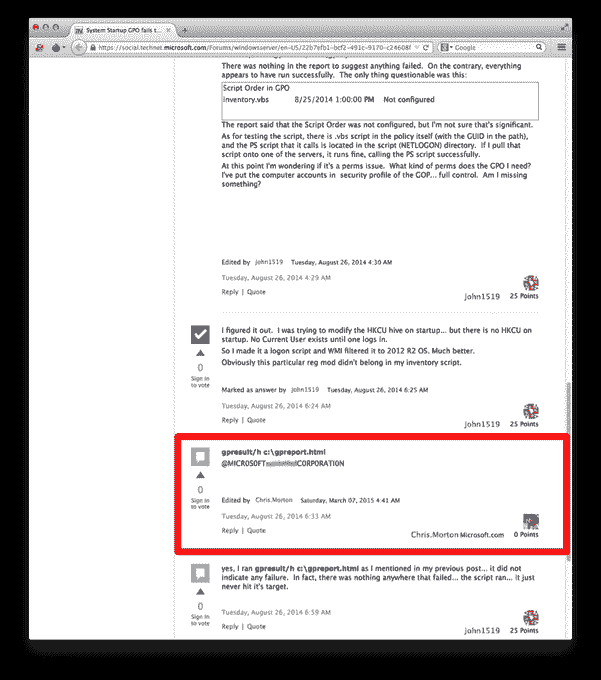 System Startup GPO fails t...
https://social.technet.microsoft.com/Forums/windowsserver/en-US/22b7efb1-bcf2-491c-9170-c24608f
Google
There was nothing in the report to suggest anything failed. On the contrary, everything
appears to have run successfully. The only thing questionable was this:
Script Order in GPO
Inventory.vbs 8/25/2014 1:00:00 PM Not configured
The report said that the Script Order was not configured, but I'm not sure that's significant.
As for testing the script, there is .vbs script in the policy itself (with the GUID in the path),
and the PS script that it calls is located in the script (NETLOGON) directory. If I pull that
script onto one of the servers, it runs fine, calling the PS script successfully.
At this point I'm wondering if it's a perms issue. What kind of perms does the GPO I need?
I've put the computer accounts in security profile of the GOP... full control. Am I missing
something?
Edited by john1519 Tuesday, August 26, 2014 4:30 AM
Tuesday, August 26, 2014 4:29 AM
Reply | Quote
John1519 25 Points
I figured it out. I was trying to modify the HKCU hive on startup... but there is no HKCU on
startup. No Current User exists until one logs in.
So I made it a logon script and WMI filtered it to 2012 R2 OS. Much better.
Obviously this particular reg mod didn't belong in my inventory script.
0
Sign in
to vote
Marked as answer by john1519 Tuesday, August 26, 2014 6:25 AM
Tuesday, August 26, 2014 6:24 AM
Reply | Quote
John1519 25 Points
gpresult/h c:\gpreport.html
@MICROSOFT CORPORATION
0
Sign in
to vote
Edited by Chris.Morton Saturday, March 07, 2015 4:41 AM
Tuesday, August 26, 2014 6:33 AM
Reply | Quote
Chris.Morton Microsoft.com 0 Points
yes, I ran gpresult/h c:\gpreport.html as I mentioned in my previous post... it did not
indicate any failure. In fact, there was nothing anywhere that failed... the script ran... it just
never hit it's target.
0
Sign in
to vote
Tuesday, August 26, 2014 6:59 AM
Reply | Quote
john1519 25 Points